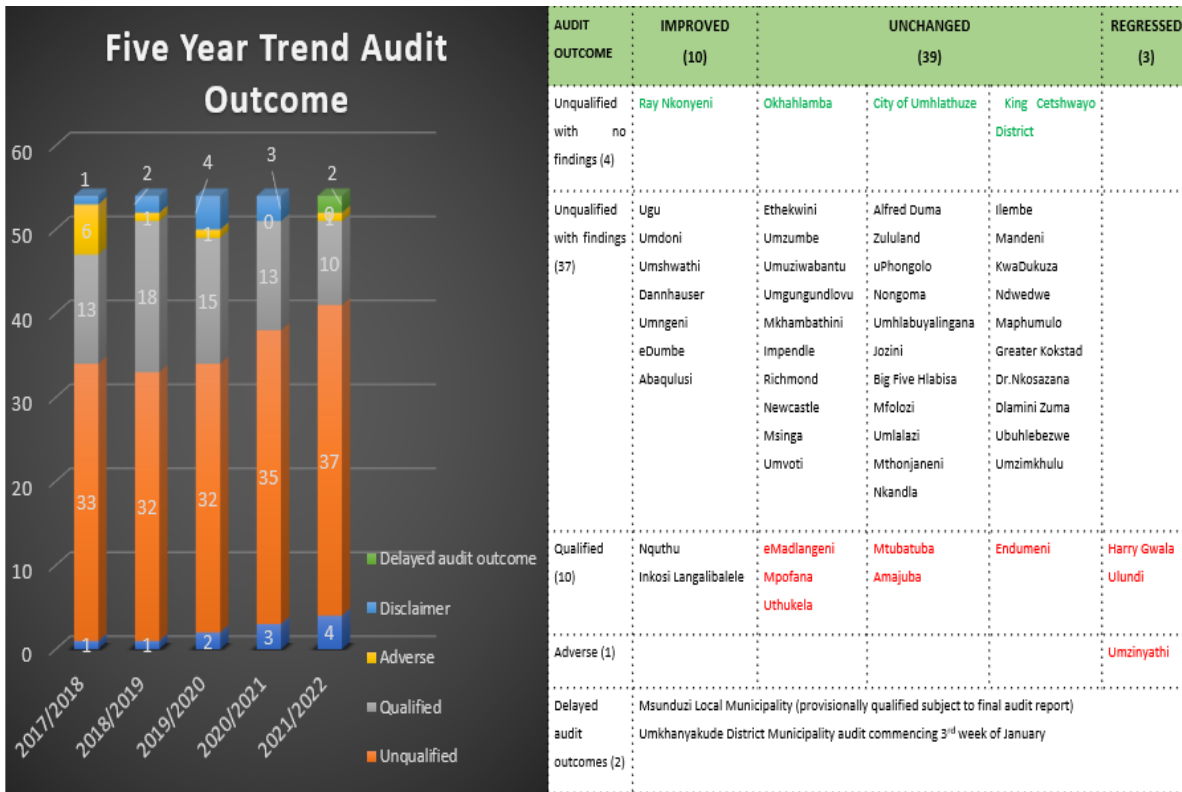 Five Year Trend Audit
Outcome
60
50
40
30
20
10
0
1
6
13
33
1
2
1
18
32
1
4
1
15
32
2
3
0
13
35
3
2
0
1
10
37
4
2017/2018
2018/2019
2019/2020
2020/2021
2021/2022
Delayed audit outcome
Disclaimer
Adverse
Qualified
Unqualified
AUDIT OUTCOME
IMPROVED
(10)
UNCHANGED
(39)
REGRESSED
(3)
Unqualified
with no
findings (4)
Ray Nkonyeni
Okhahlamba
City of Umhlathuze
King Cetshwayo
District
Unqualified
with findings
(37)
Ugu
Umdoni
Umshwathi
Dannhauser
Umngeni
eDumbe
Abaqulusi
Ethekwini
Umzumbe
Umuziwabantu
Umgungundlovu
Mkhambathini
Impendle
Richmond
Newcastle
Msinga
Umvoti
Alfred Duma
Zululand
uPhongolo
Nongoma
Umhlabuyalingana
Jozini
Big Five Hlabisa
Mfolozi
Umlalazi
Mthonjaneni
Nkandla
Ilembe
Mandeni
KwaDukuza
Ndwedwe
Maphumulo
Greater Kokstad
Dr.Nkosazana
Dlamini Zuma
Ubuhlebezwe
Umzimkhulu
Qualified
(10)
Nquthu
Inkosi Langalibalele
eMadlangeni
Mpofana
Uthukela
Mtubatuba
Amajuba
Endumeni
Harry Gwala
Ulundi
Adverse (1)
Umzinyathi
Delayed
audit
outcomes (2)
Msunduzi Local Municipality (provisionally qualified subject to final audit report)
Umkhanyakude District Municipality audit commencing 3rd week of January